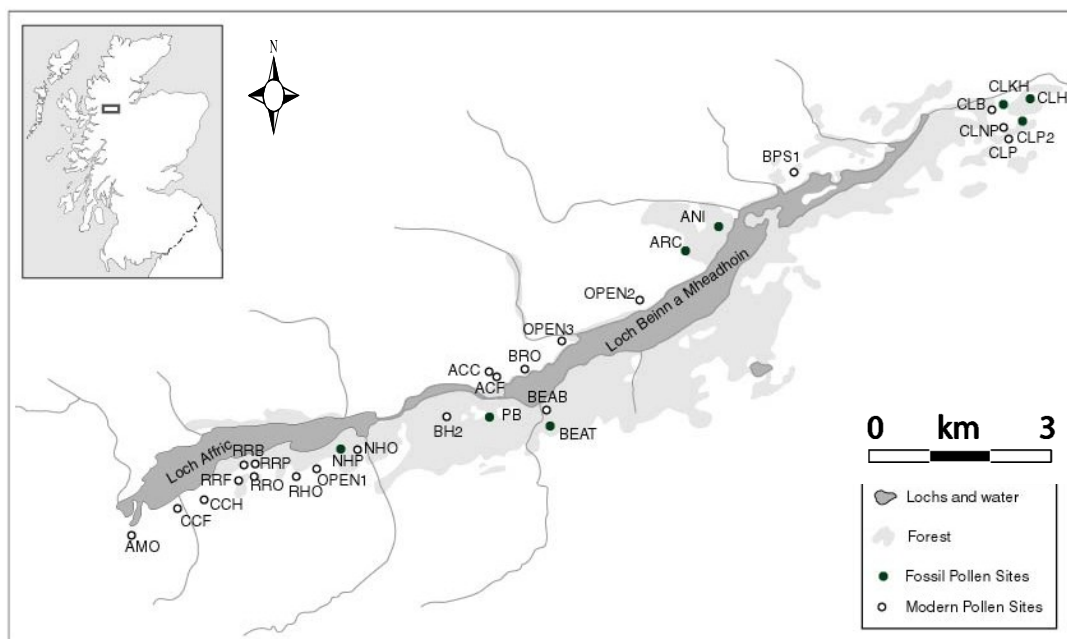 N
CLKH
CLH
CLB
CLNP
CLP2
CLP
BPS1
ANI
ARC
OPEN2
Loch Beinn a Mheadhoin
OPEN3
BRO
ACC
ACF
BEAB
PB
BH2
BEAT
Loch Affric
NHO
NHP
RRB
RRP
OPEN1
RRF
RRO
RHO
CCH
CCF
AMO
0 km 3
Lochs and water
Forest
Fossil Pollen Sites
Modern Pollen Sites